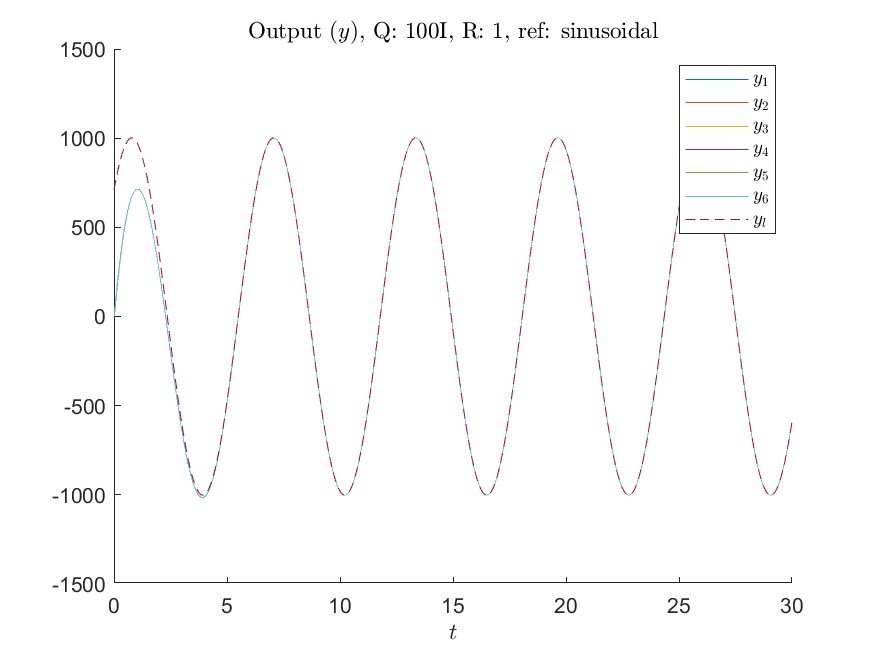 Output (y), Q: 100I, R: 1, ref: sinusoidal
1500
1000
500
0
-500
-1000
-1500
0 5 10 15 20 25 30
t
y₁
y₂
y₃
y₄
y₅
y₆
yₗ